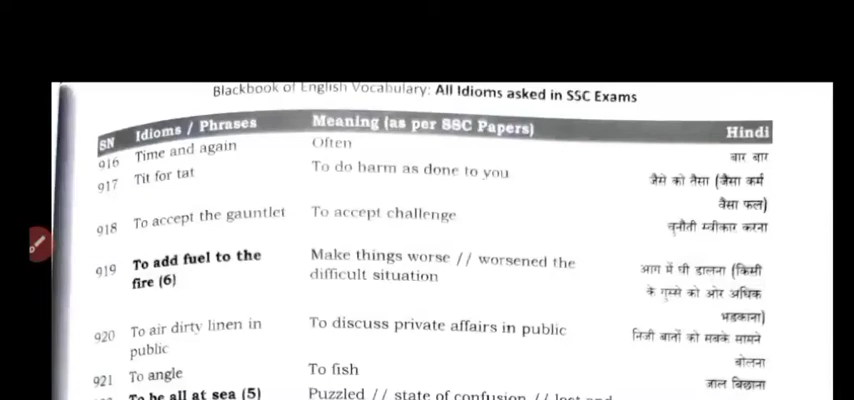 Blackbook of English Vocabulary: All Idioms asked in SSC Exams
SN Idioms / Phrases Meaning (as per SSC Papers) Hindi
916 Time and again Often बार बार
917 Tit for tat To do harm as done to you जैसे को तैसा (जैसा कर्म
वैसा फल)
918 To accept the gauntlet To accept challenge चुनौती स्वीकार करना
919 To add fuel to the Make things worse // worsened the आग में घी डालना (किसी
fire (6) difficult situation के गुस्से को ओर अधिक
भड़काना)
920 To air dirty linen in To discuss private affairs in public निजी बातों को सबके सामने
public बोलना
921 To angle To fish जाल बिछाना
To be all at sea (5) Puzzled // state of confusion // lost and